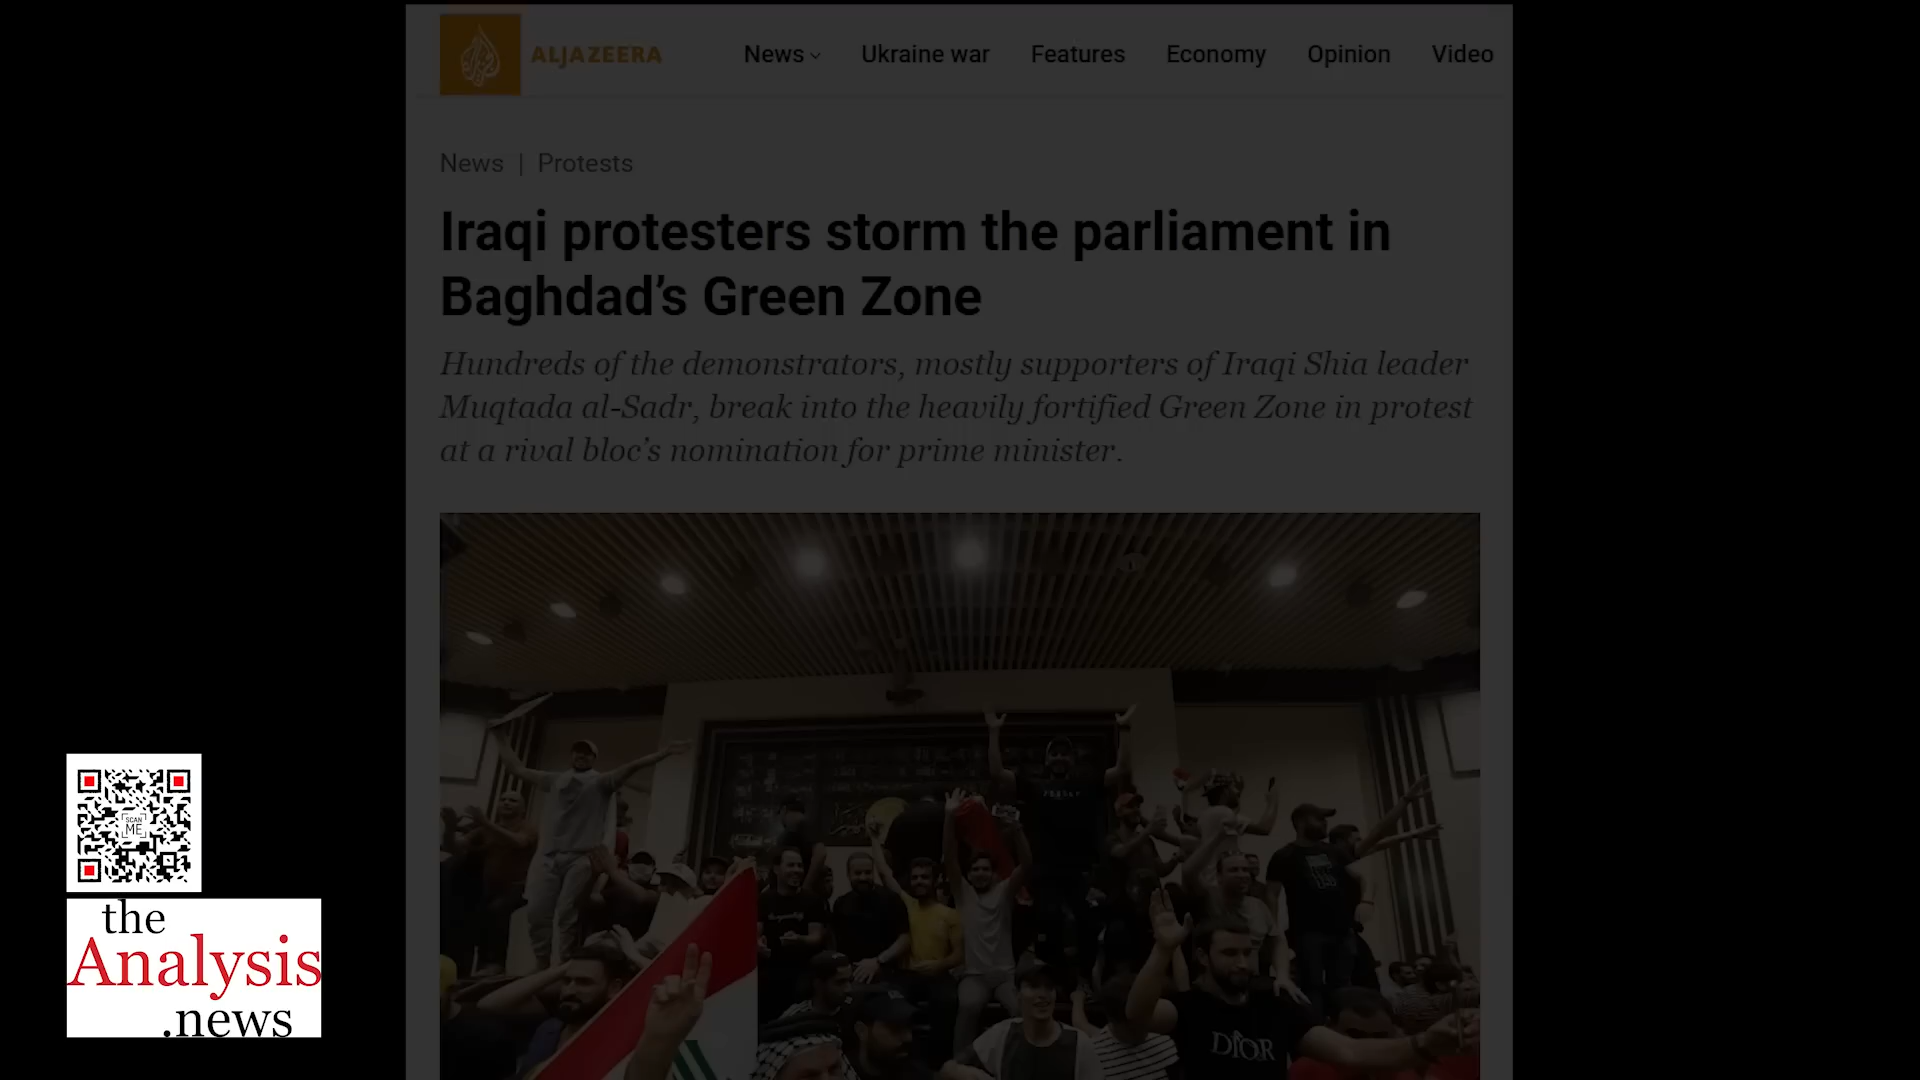 ALJAZEERA
News Ukraine war Features Economy Opinion Video
News | Protests
Iraqi protesters storm the parliament in
Baghdad’s Green Zone
Hundreds of the demonstrators, mostly supporters of Iraqi Shia leader
Muqtada al-Sadr, break into the heavily fortified Green Zone in protest
at a rival bloc’s nomination for prime minister.
DIOR
SCAN
ME
the
Analysis
.news